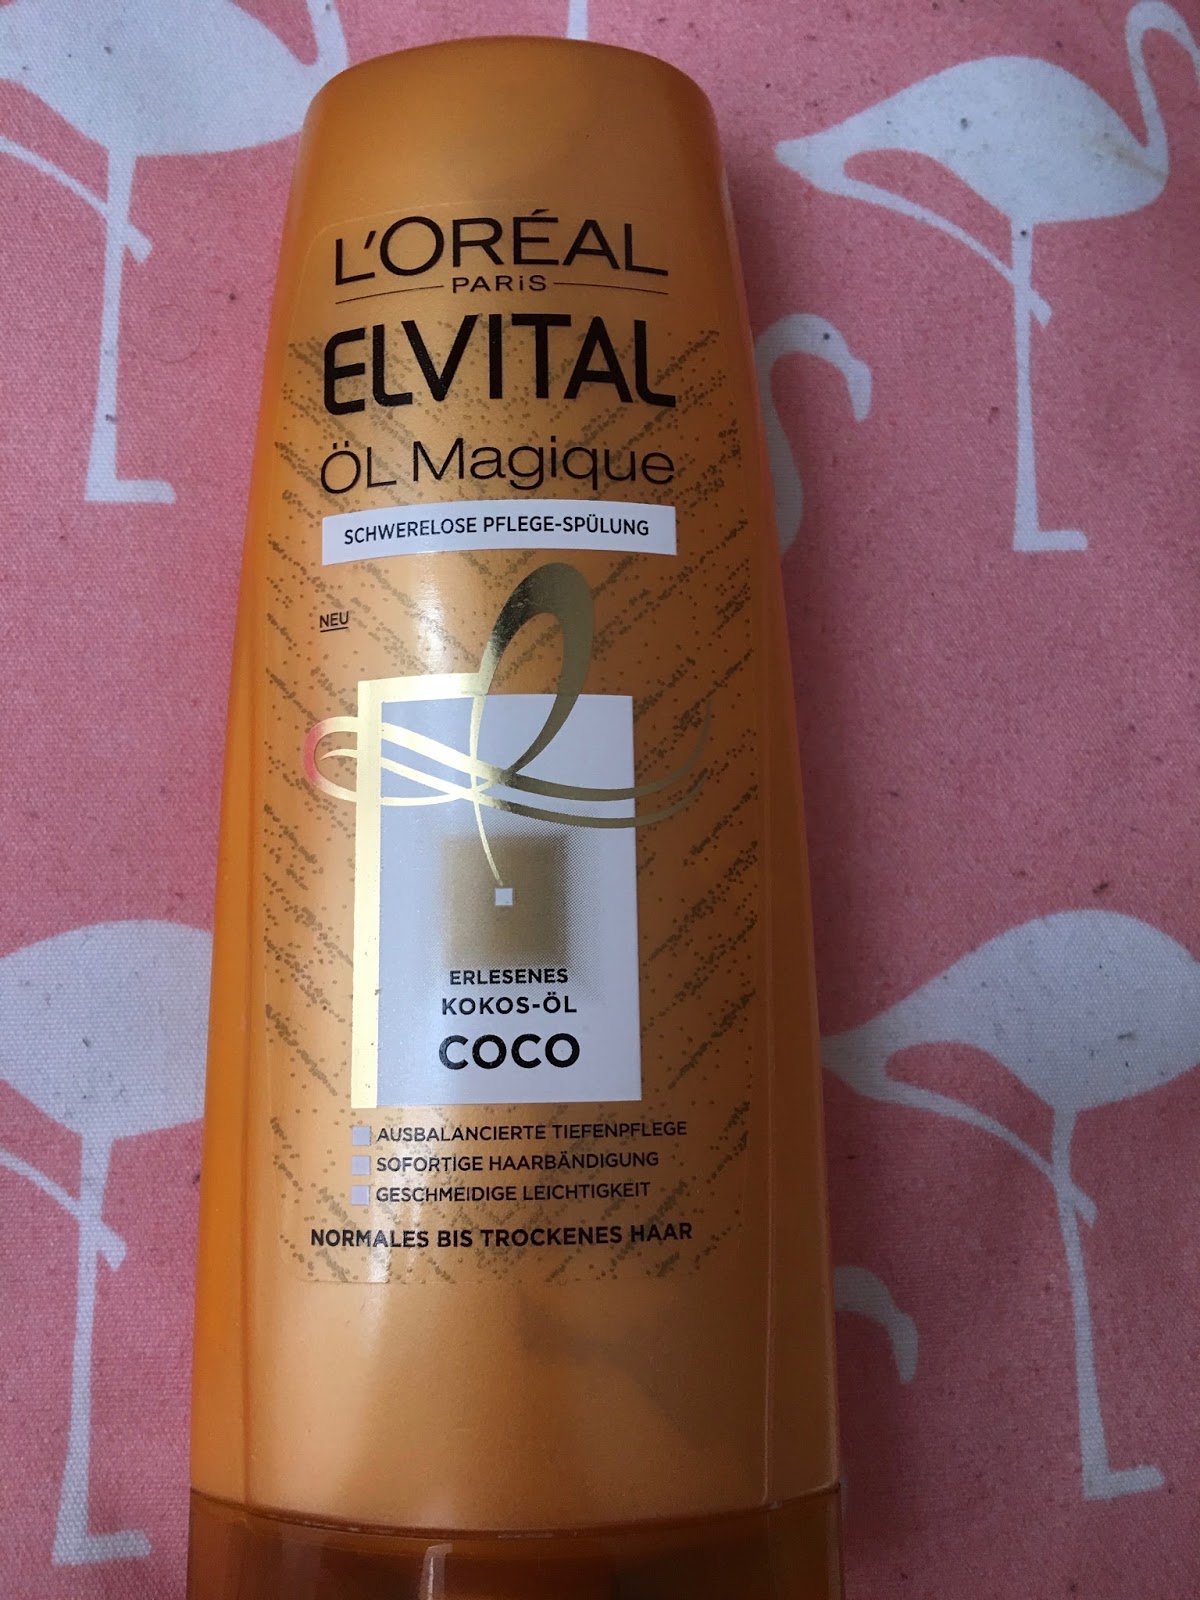 L'ORÉAL
PARiS
ELVITAL
ÖL Magique
SCHWERELOSE PFLEGE-SPÜLUNG
NEU
ERLESENES
KOKOS-ÖL
COCO
AUSBALANCIERTE TIEFENPFLEGE
SOFORTIGE HAARBÄNDIGUNG
GESCHMEIDIGE LEICHTIGKEIT
NORMALES BIS TROCKENES HAAR